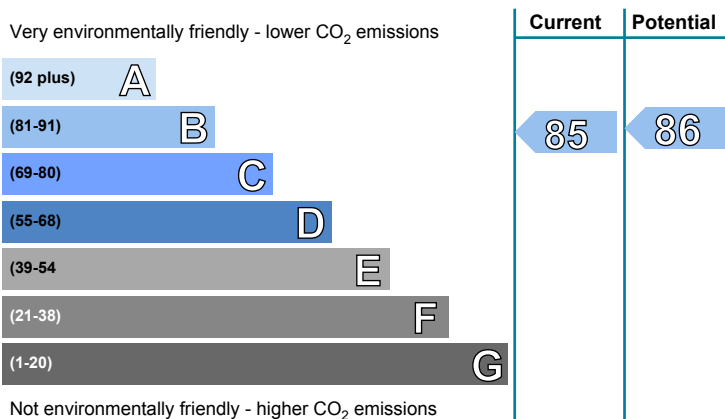 Very environmentally friendly - lower CO₂ emissions
Current
Potential
(92 plus) A
(81-91) B
85
86
(69-80) C
(55-68) D
(39-54 E
(21-38) F
(1-20) G
Not environmentally friendly - higher CO₂ emissions